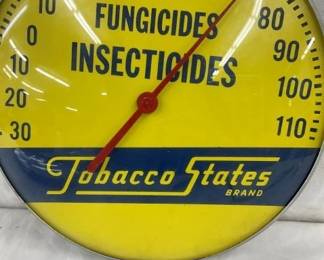 10 FUNGICIDES 80
0 INSECTICIDES 90
10 100
20 110
30
Tobacco States
BRAND